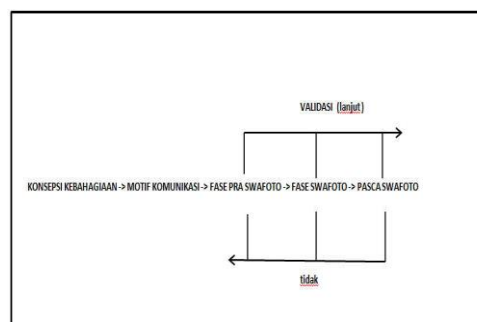 VALIDASI (lanjut)
KONSEPSI KEBAHAGIAAN -> MOTIF KOMUNIKASI -> FASE PRA SWAFOTO -> FASE SWAFOTO -> PASCA SWAFOTO
tidak